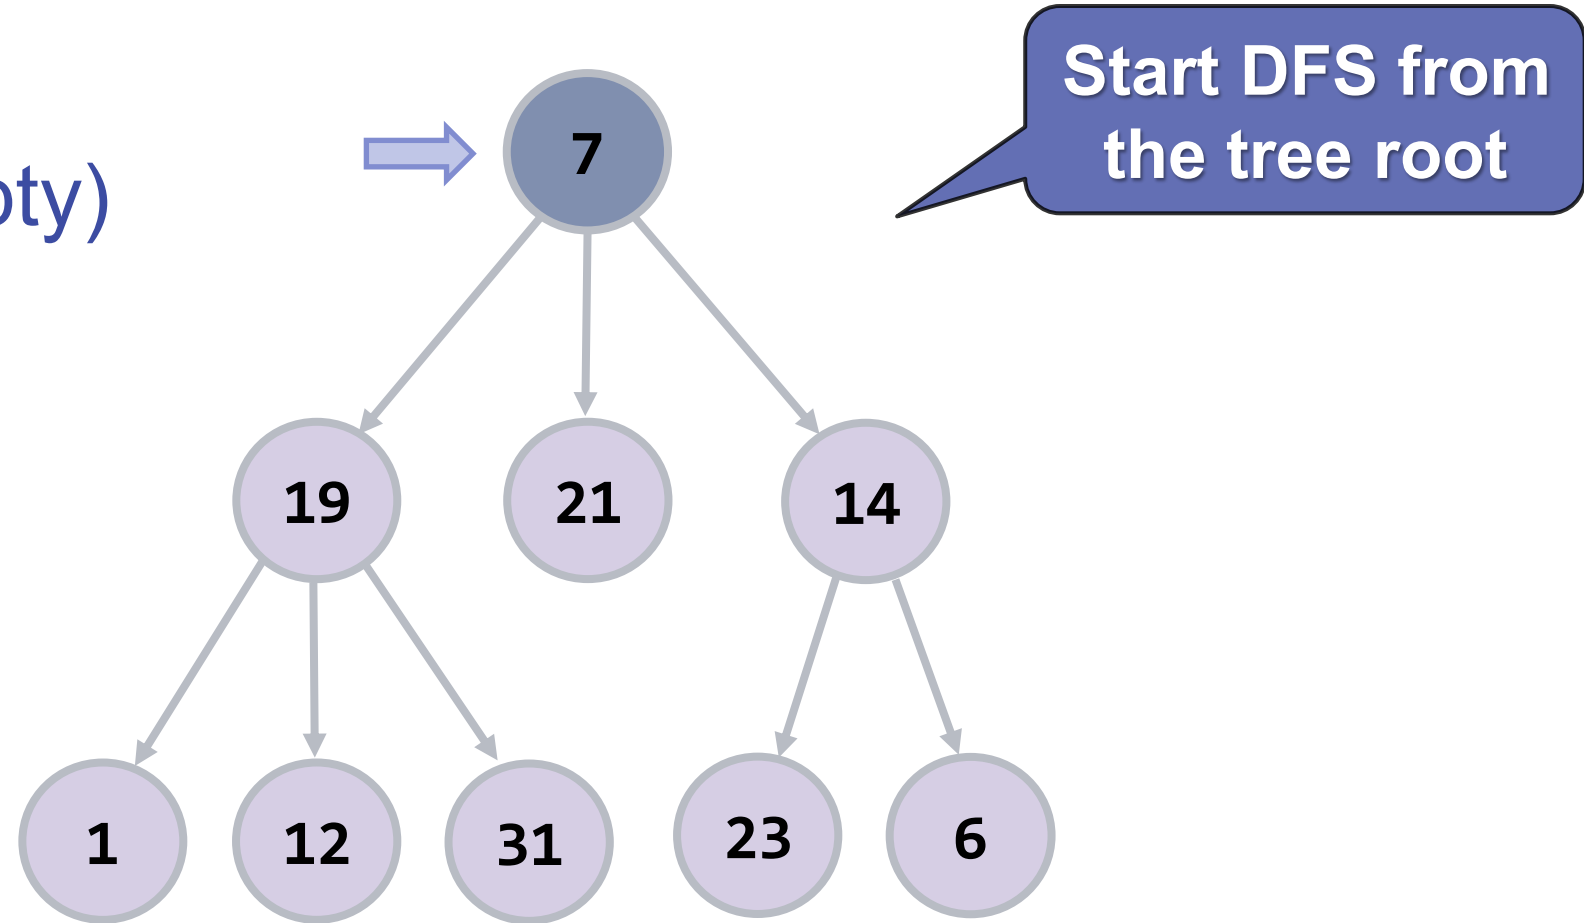 Start DFS from
the tree root
7
pty)
19 21 14
1 12 31 23 6